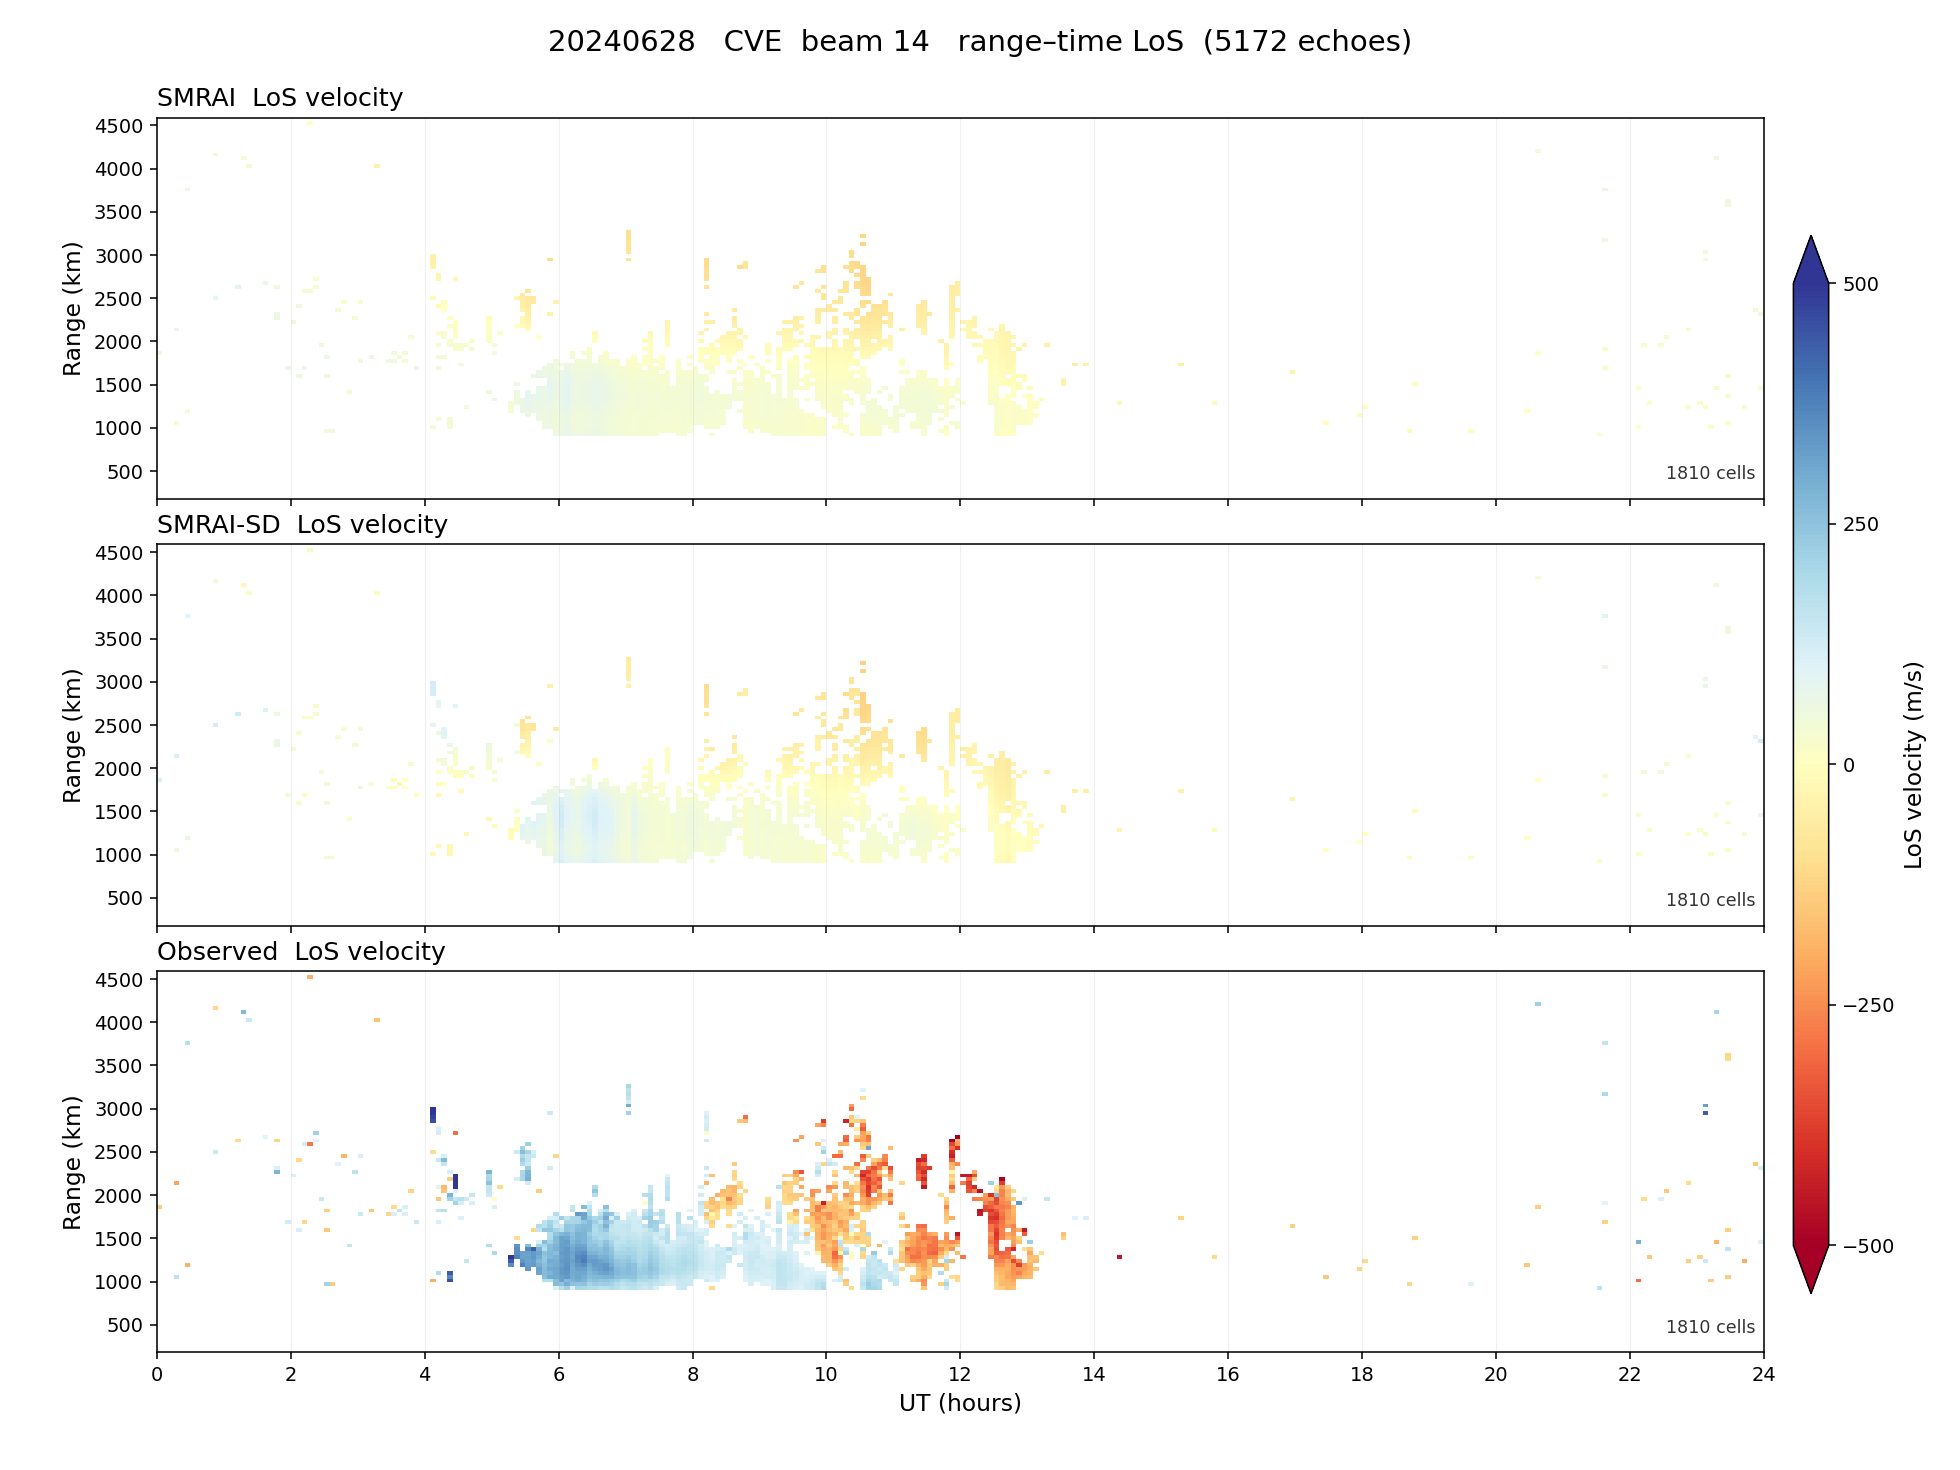 20240628   CVE  beam 14   range–time LoS  (5172 echoes)
SMRAI  LoS velocity
4500
4000
3500
3000
2500
2000
1500
1000
500
Range (km)
1810 cells
SMRAI-SD  LoS velocity
4500
4000
3500
3000
2500
2000
1500
1000
500
Range (km)
1810 cells
Observed  LoS velocity
4500
4000
3500
3000
2500
2000
1500
1000
500
Range (km)
1810 cells
0 2 4 6 8 10 12 14 16 18 20 22 24
UT (hours)
500
250
0
−250
−500
LoS velocity (m/s)